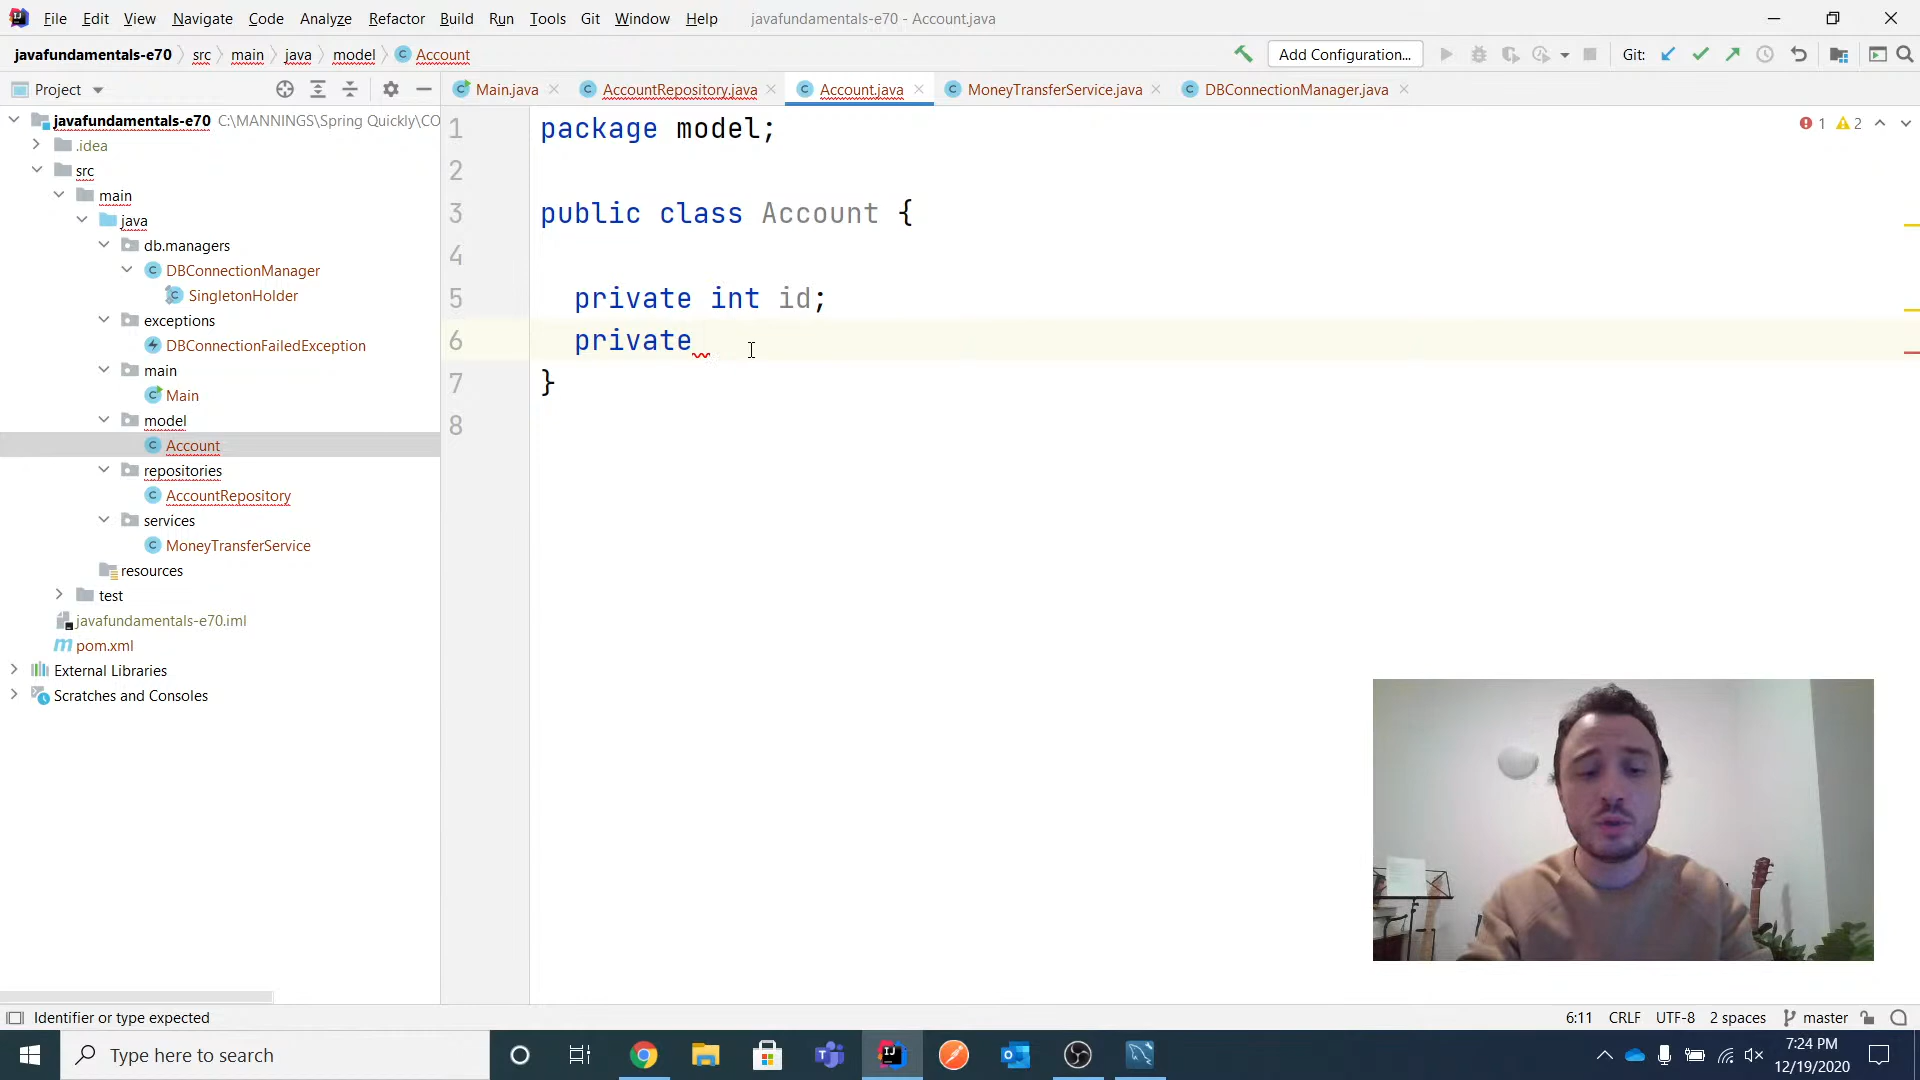 File Edit View Navigate Code Analyze Refactor Build Run Tools Git Window Help javafundamentals-e70 - Account.java
javafundamentals-e70 src main java model Account Add Configuration... Git:
Project Main.java AccountRepository.java Account.java MoneyTransferService.java DBConnectionManager.java
javafundamentals-e70 C:\MANNINGS\Spring Quickly\CO
.idea
src
main
java
db.managers
DBConnectionManager
SingletonHolder
exceptions
DBConnectionFailedException
main
Main
model
Account
repositories
AccountRepository
services
MoneyTransferService
resources
test
javafundamentals-e70.iml
pom.xml
External Libraries
Scratches and Consoles
1 package model;
2
3 public class Account {
4
5 private int id;
6 private
7 }
8
1 2
Identifier or type expected 6:11 CRLF UTF-8 2 spaces master
Type here to search
7:24 PM
12/19/2020